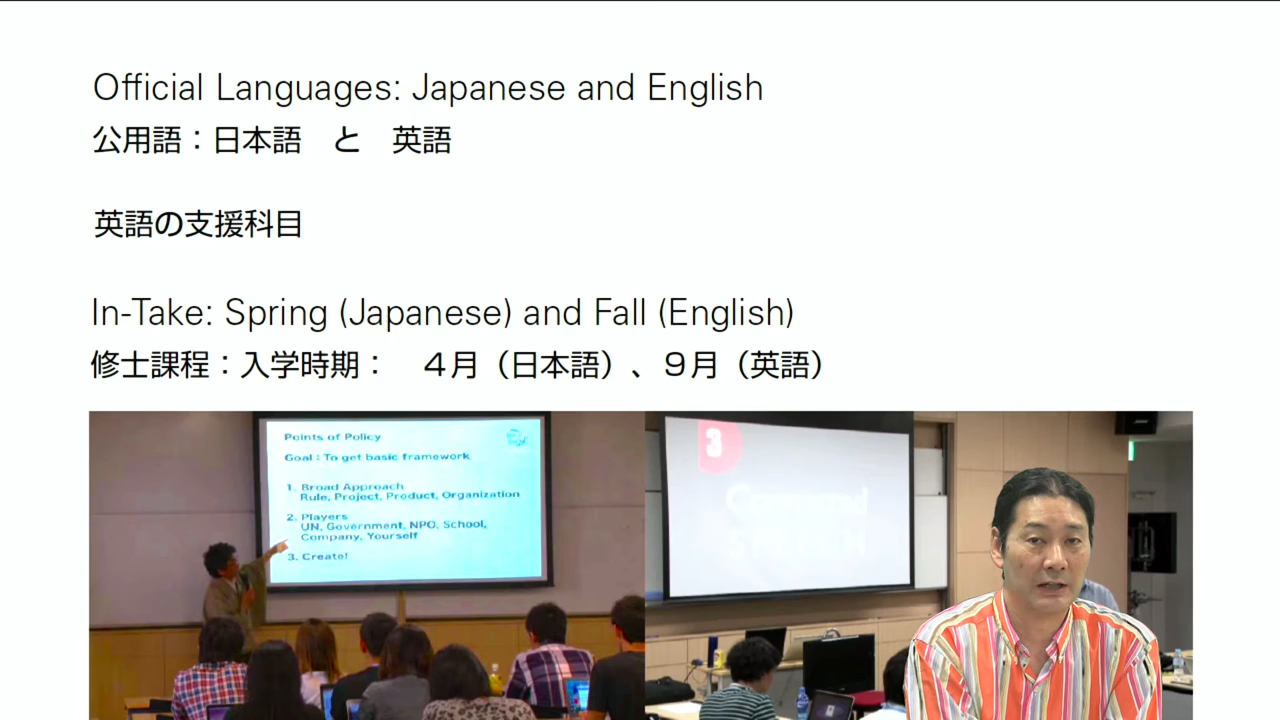 Official Languages: Japanese and English
公用語：日本語　と　英語
英語の支援科目
In-Take: Spring (Japanese) and Fall (English)
修士課程：入学時期：　４月（日本語）、９月（英語）
Points of Policy
Goal : To get basic framework
1. Broad Approach
Rule, Project, Product, Organization
2. Players
UN, Government, NPO, School,
Company, Yourself
3. Create!
3